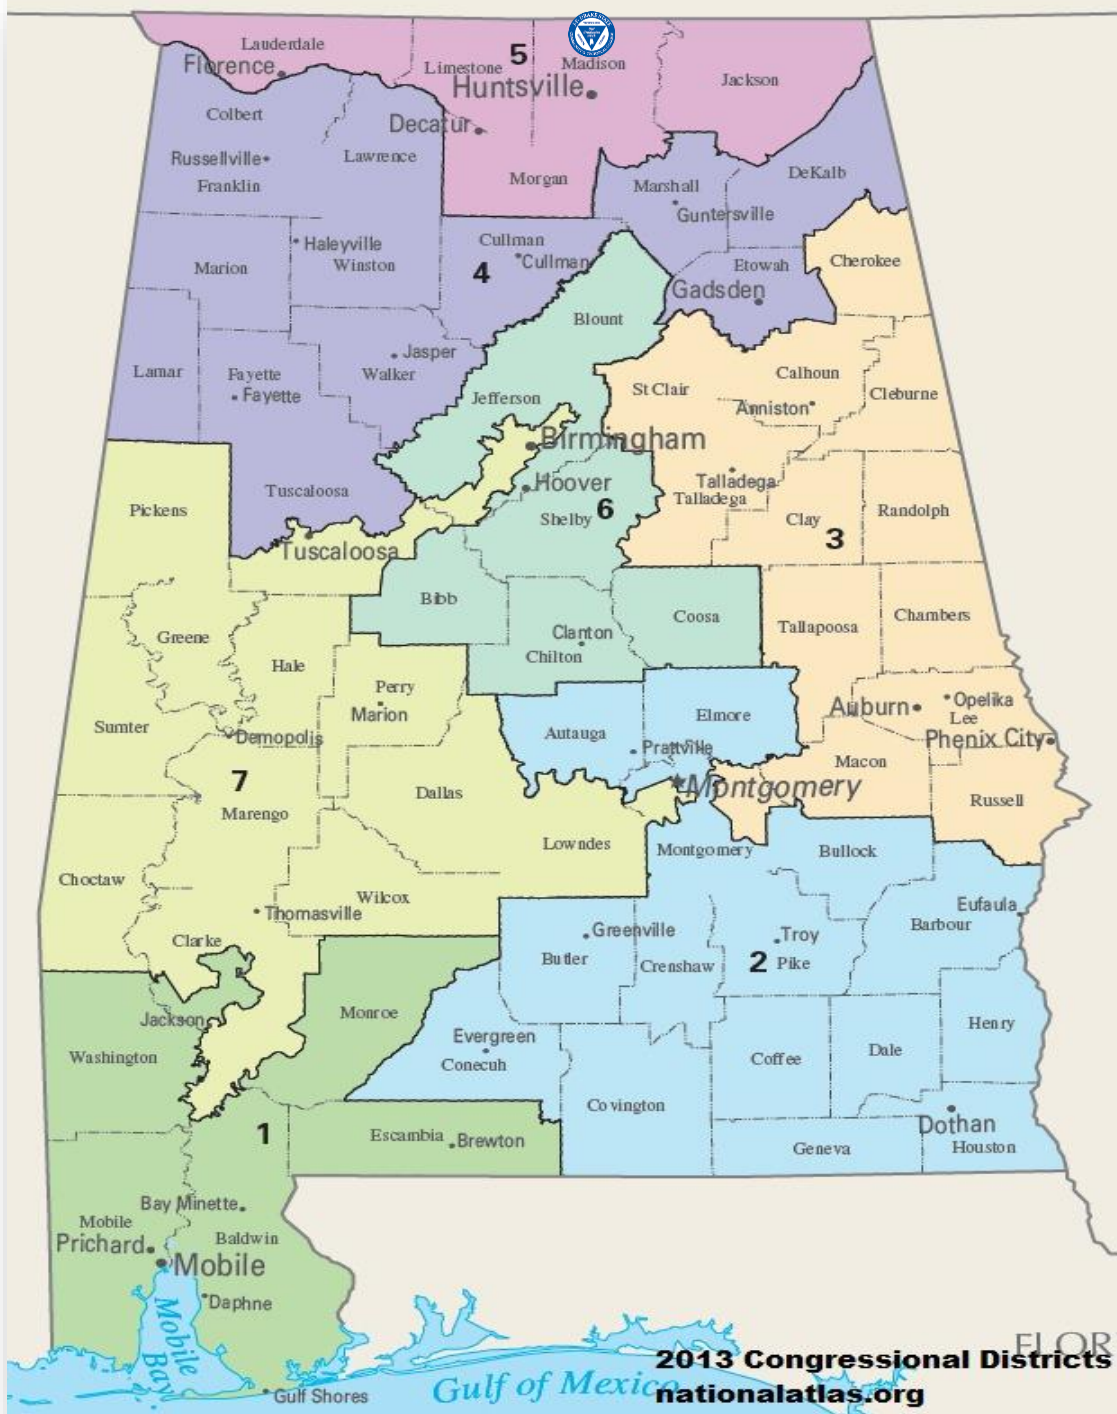 Lauderdale
5
Madison
Limestone
Florence
Jackson
Huntsville
Colbert
Decatur
Russellville
Lawrence
Franklin
Morgan
Marshall
DeKalb
Guntersville
Haleyville
Cullman
Cullman
Marion
Winston
4
Etowah
Cherokee
Gadsden
Blount
Jasper
Lamar
Fayette
Walker
Calhoun
Fayette
Jefferson
St Clair
Cleburne
Anniston
Birmingham
Hoover
Talladega
Talladega
Tuscaloosa
Pickens
Shelby
6
Clay
Randolph
3
Tuscaloosa
Bibb
Coosa
Chambers
Greene
Clanton
Tallapoosa
Hale
Chilton
Perry
Marion
Sumter
Elmore
Auburn
Opelika
Lee
Demopolis
Autauga
Prattville
Phenix City
7
Macon
Montgomery
Dallas
Russell
Marengo
Lowndes
Montgomery
Bullock
Choctaw
Wilcox
Thomasville
Eufaula
Clarke
Greenville
Troy
Barbour
Butler
Crenshaw
2
Pike
Jackson
Monroe
Henry
Washington
Evergreen
Conecuh
Coffee
Dale
Covington
1
Escambia
Brewton
Dothan
Geneva
Houston
Bay Minette
Mobile
Prichard
Baldwin
Mobile
Daphne
Mobile
Bay
FLOR
2013 Congressional Districts
Gulf of Mexico
nationalatlas.org
Gulf Shores